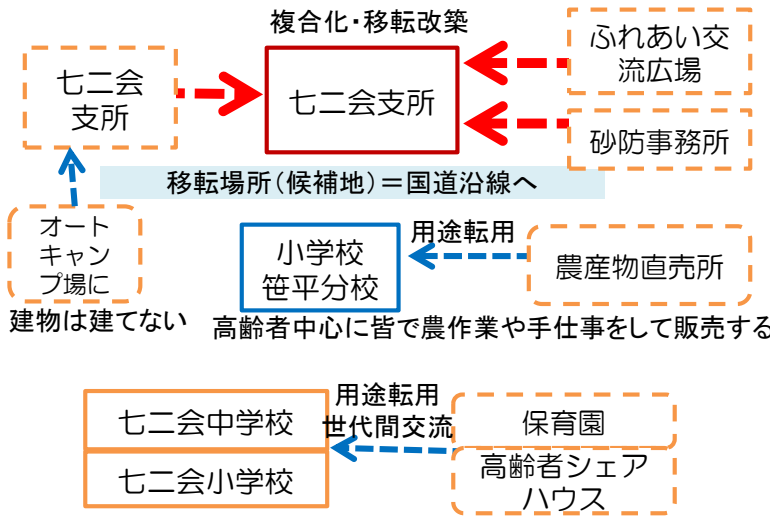 複合化・移転改築
七二会
支所
七二会支所
ふれあい交
流広場
砂防事務所
移転場所(候補地)=国道沿線へ
オート
キャン
プ場に
建物は建てない
小学校
笹平分校
用途転用
農産物直売所
高齢者中心に皆で農作業や手仕事をして販売する
七二会中学校
七二会小学校
用途転用
世代間交流
保育園
高齢者シェア
ハウス